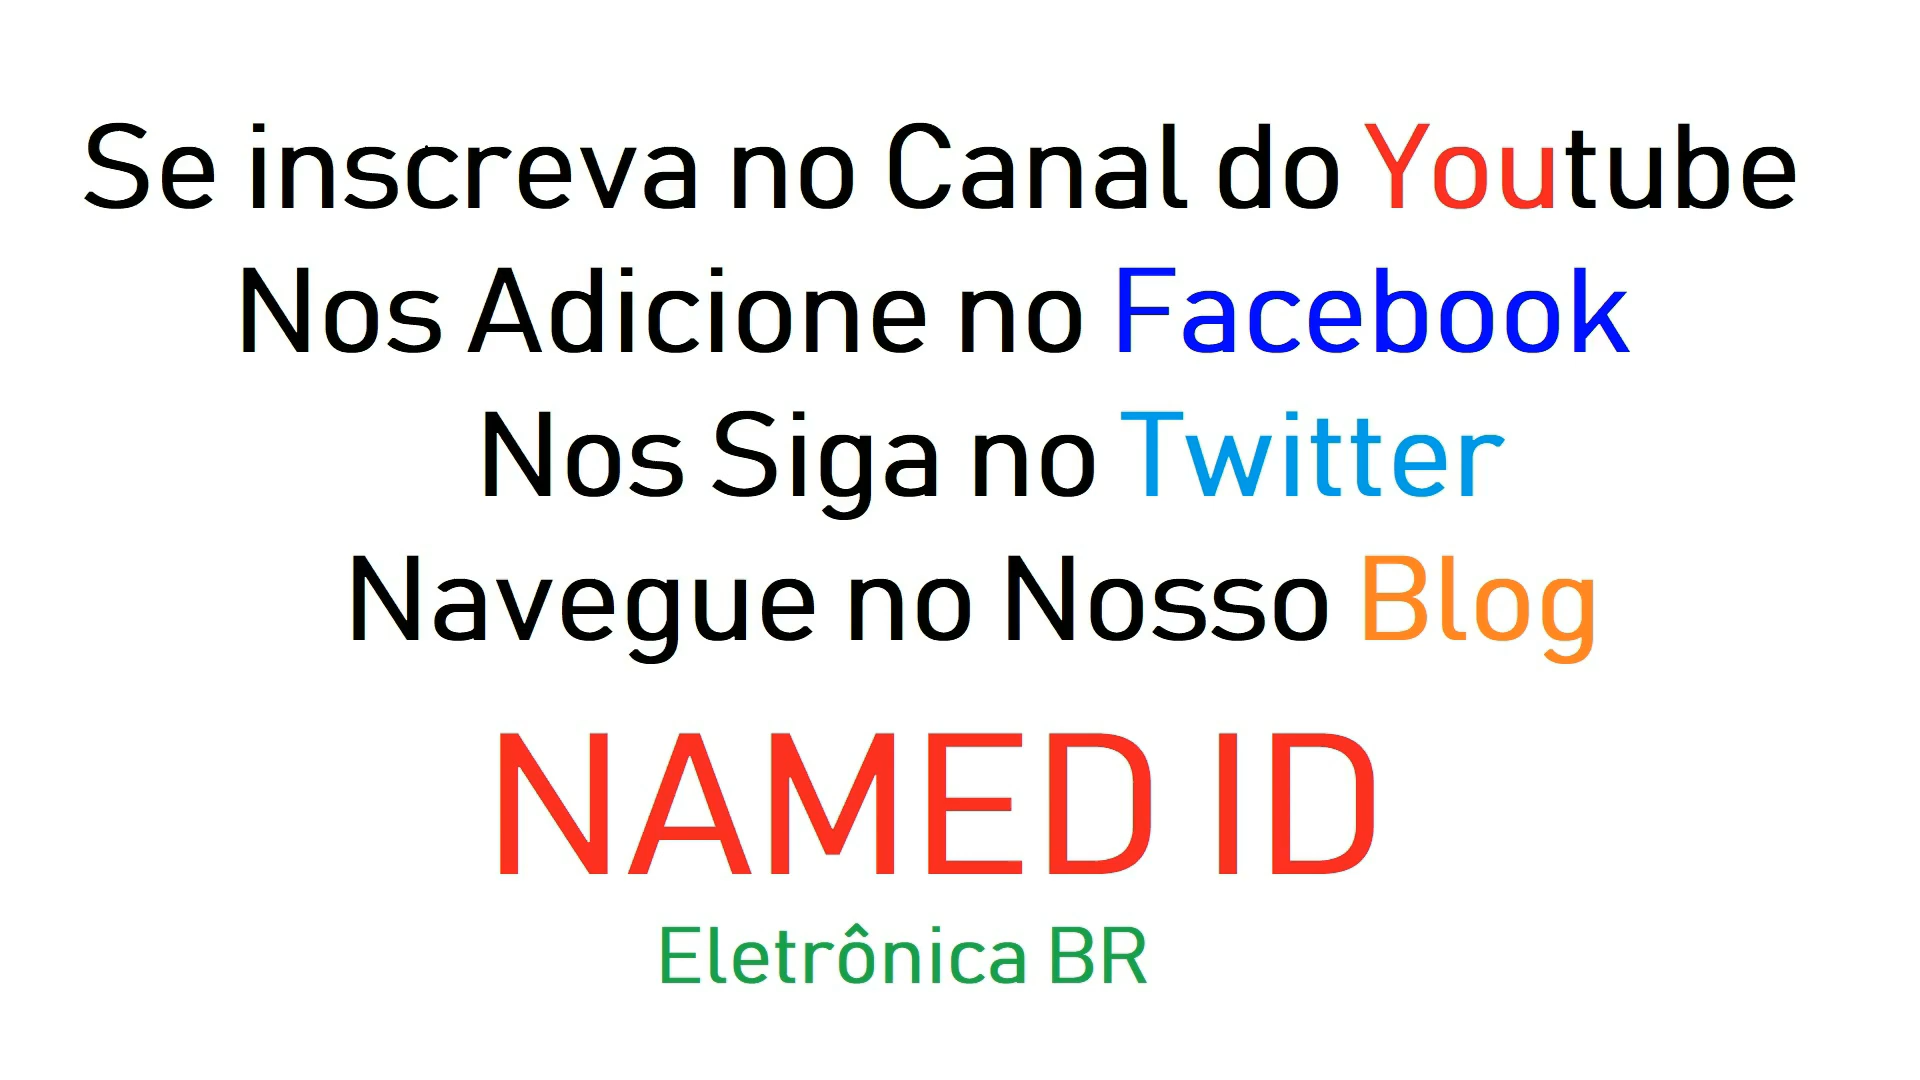 Se inscreva no Canal do Youtube
Nos Adicione no Facebook
Nos Siga no Twitter
Navegue no Nosso Blog
NAMED ID
Eletrônica BR